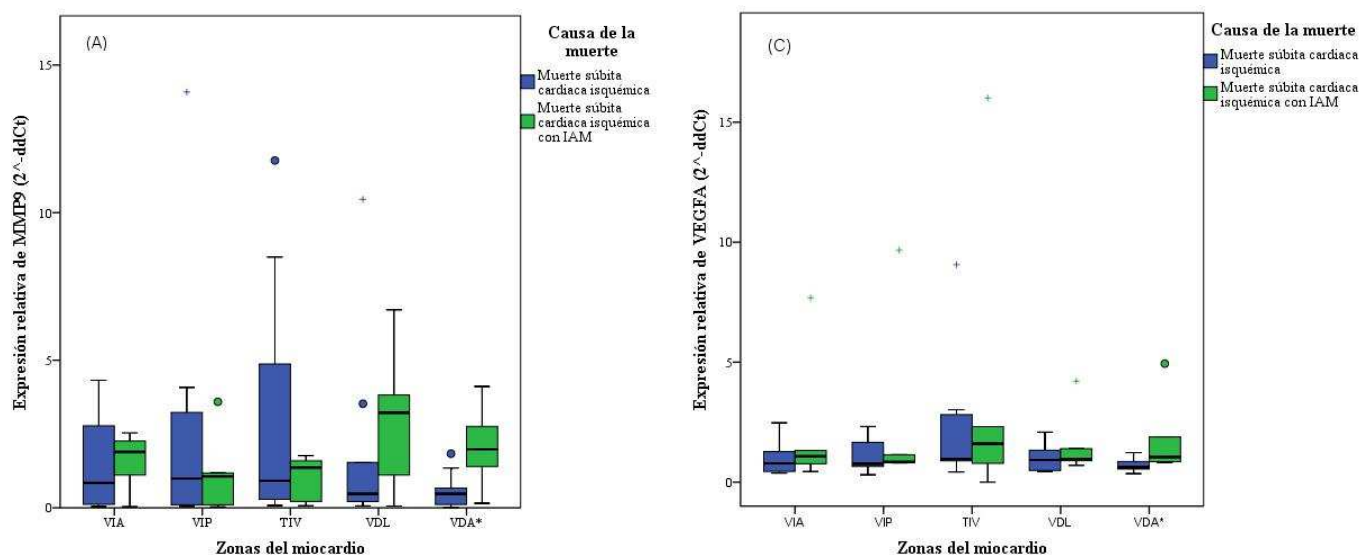 (A)
Expresión relativa de MMP9 (2^-ddCt)
15
10
5
0
VIA VIP TIV VDL VDA*
Zonas del miocardio
Causa de la
muerte
Muerte súbita
cardiaca isquémica
Muerte súbita
cardiaca
isquémica
con IAM
(C)
Expresión relativa de VEGFA (2^-ddCt)
15
10
5
0
VIA VIP TIV VDL VDA*
Zonas del miocardio
Causa de la muerte
Muerte súbita cardiaca
isquémica
Muerte súbita cardiaca
isquémica con IAM